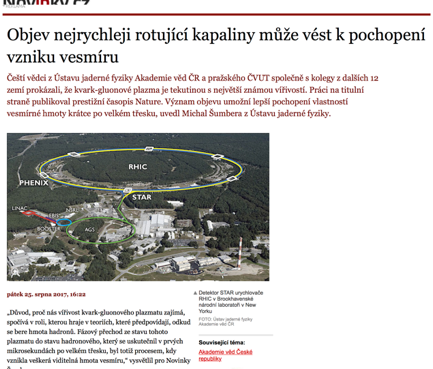 Novinky.cz
Objev nejrychleji rotující kapaliny může vést k pochopení
vzniku vesmíru
Čeští vědci z Ústavu jaderné fyziky Akademie věd ČR a pražského ČVUT společně s kolegy z dalších 12
zemí prokázali, že kvark-gluonové plazma je tekutinou s největší známou vířivostí. Práci na titulní
straně publikoval prestižní časopis Nature. Význam objevu umožní lepší pochopení vlastností
vesmírné hmoty krátce po velkém třesku, uvedl Michal Šumbera z Ústavu jaderné fyziky.
RHIC
PHENIX
STAR
LINAC
EBIS
BOOSTER
AGS
pátek 25. srpna 2017, 16:22
„Důvod, proč nás vířivost kvark-gluonového plazmatu zajímá,
spočívá v roli, kterou hraje v teoriích, které předpovídají, odkud
se bere hmota hadronů. Fázový přechod ze stavu tohoto
plazmatu do stavu hadronového, který se uskutečnil v prvých
mikrosekundách po velkém třesku, byl totiž procesem, kdy
vznikla veškerá viditelná hmota vesmíru,“ vysvětlil pro Novinky
Detektor STAR urychlovače
RHIC v Brookhavenské
národní laboratoři v New
Yorku
FOTO: Ústav jaderné fyziky
Akademie věd ČR
Související téma:
Akademie věd České
republiky